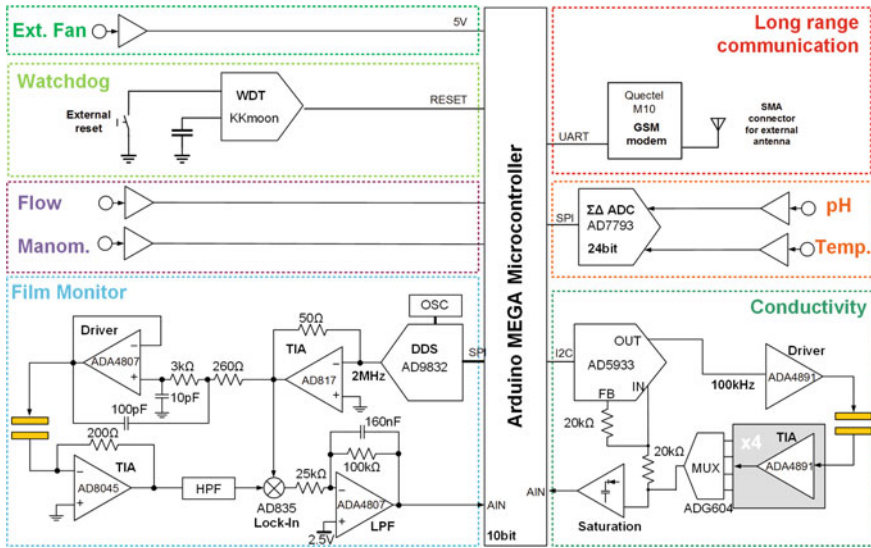 Ext. Fan
5V
Watchdog
External
reset
WDT
KKmoon
RESET
Flow
Manom.
Film Monitor
Driver
ADA4807
3kΩ
260Ω
10pF
100pF
50Ω
TIA
AD817
2MHz
OSC
DDS
AD9832
SPI
200Ω
TIA
AD8045
HPF
AD835
Lock-In
25kΩ
160nF
100kΩ
ADA4807
2.5V
LPF
AIN
Arduino MEGA Microcontroller
10bit
Long range
communication
UART
Quectel
M10
GSM
modem
SMA
connector
for external
antenna
SPI
ΣΔ ADC
AD7793
24bit
pH
Temp.
Conductivity
I2C
OUT
AD5933
IN
FB
20kΩ
20kΩ
100kHz
Driver
ADA4891
x4
TIA
ADA4891
MUX
ADG604
AIN
Saturation